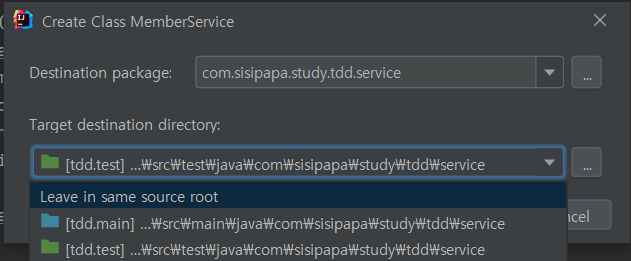 Create Class MemberService
Destination package: com.sisipapa.study.tdd.service ...
Target destination directory:
[tdd.test] ...₩src₩test₩java₩com₩sisipapa₩study₩tdd₩service ...
Leave in same source root
[tdd.main] ...₩src₩main₩java₩com₩sisipapa₩study₩tdd₩service
[tdd.test] ...₩src₩test₩java₩com₩sisipapa₩study₩tdd₩service